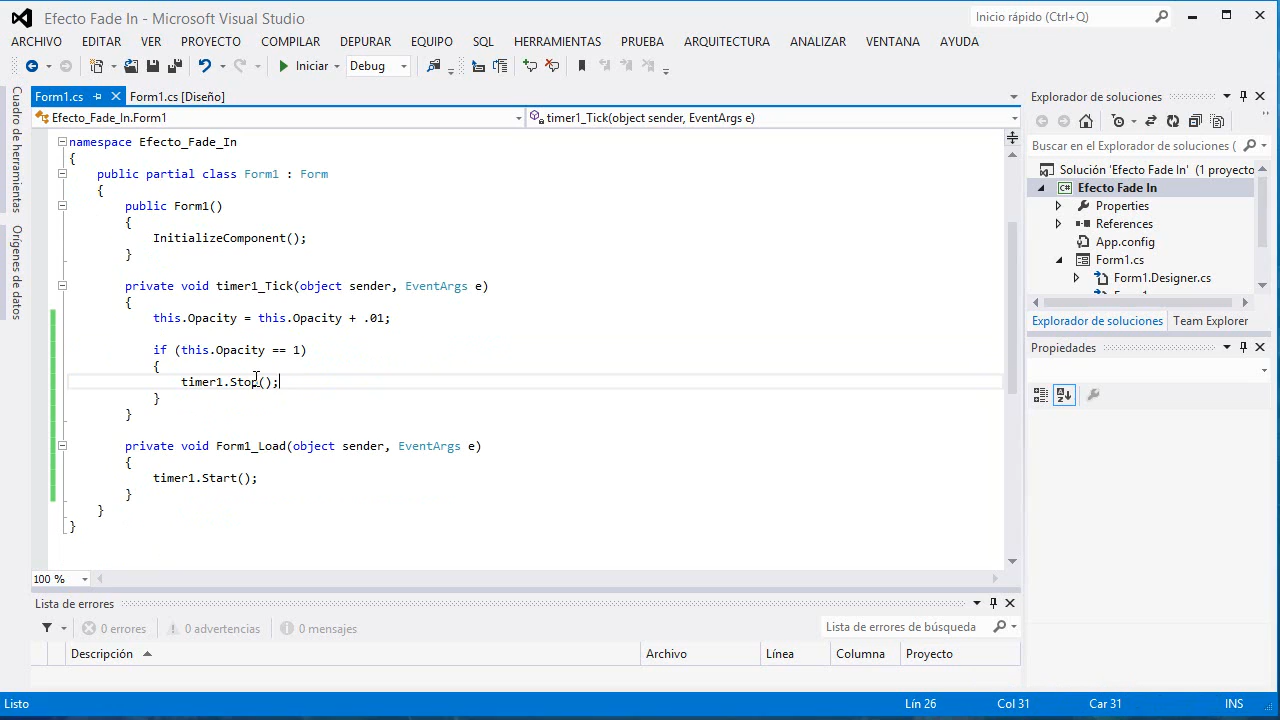 Efecto Fade In - Microsoft Visual Studio
Inicio rápido (Ctrl+Q)
ARCHIVO EDITAR VER PROYECTO COMPILAR DEPURAR EQUIPO SQL HERRAMIENTAS PRUEBA ARQUITECTURA ANALIZAR VENTANA AYUDA
Iniciar Debug
Cuadro de herramientas
Orígenes de datos
Form1.cs Form1.cs [Diseño]
Efecto_Fade_In.Form1 timer1_Tick(object sender, EventArgs e)
namespace Efecto_Fade_In
{
public partial class Form1 : Form
{
public Form1()
{
InitializeComponent();
}
private void timer1_Tick(object sender, EventArgs e)
{
this.Opacity = this.Opacity + .01;
if (this.Opacity == 1)
{
timer1.Stop();
}
}
private void Form1_Load(object sender, EventArgs e)
{
timer1.Start();
}
}
}
100 %
Explorador de soluciones
Buscar en el Explorador de soluciones (
Solución 'Efecto Fade In' (1 proyecto
C# Efecto Fade In
Properties
References
App.config
Form1.cs
Form1.Designer.cs
Explorador de soluciones Team Explorer
Propiedades
Lista de errores
0 errores 0 advertencias 0 mensajes
Lista de errores de búsqueda
Descripción Archivo Línea Columna Proyecto
Listo Lín 26 Col 31 Car 31 INS